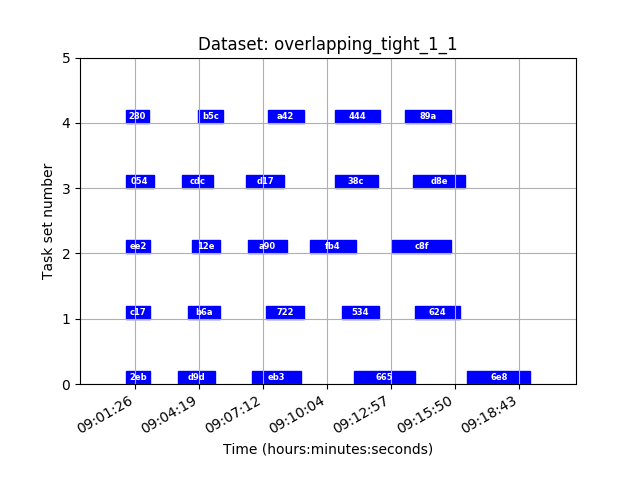 Dataset: overlapping_tight_1_1
5
4
3
2
1
0
Task set number
280 b5c a42 444 89a
054 cdc d17 38c d8e
ee2 12e a90 fb4 c8f
c17 b6a 722 534 624
2eb d9d eb3 665 6e8
09:01:26 09:04:19 09:07:12 09:10:04 09:12:57 09:15:50 09:18:43
Time (hours:minutes:seconds)